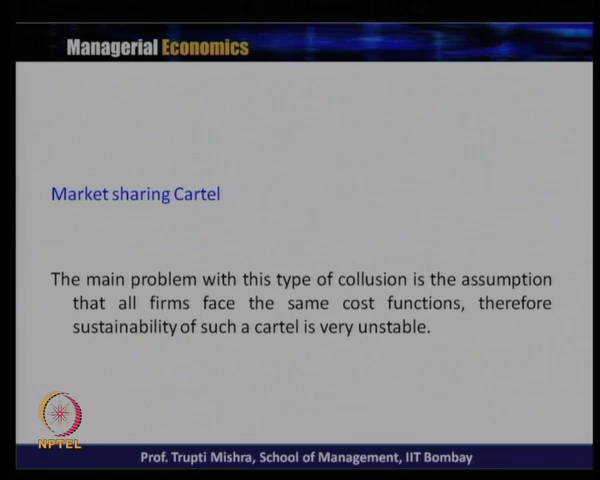 Managerial Economics
Market sharing Cartel
The main problem with this type of collusion is the assumption
that all firms face the same cost functions, therefore
sustainability of such a cartel is very unstable.
NPTEL
Prof. Trupti Mishra, School of Management, IIT Bombay